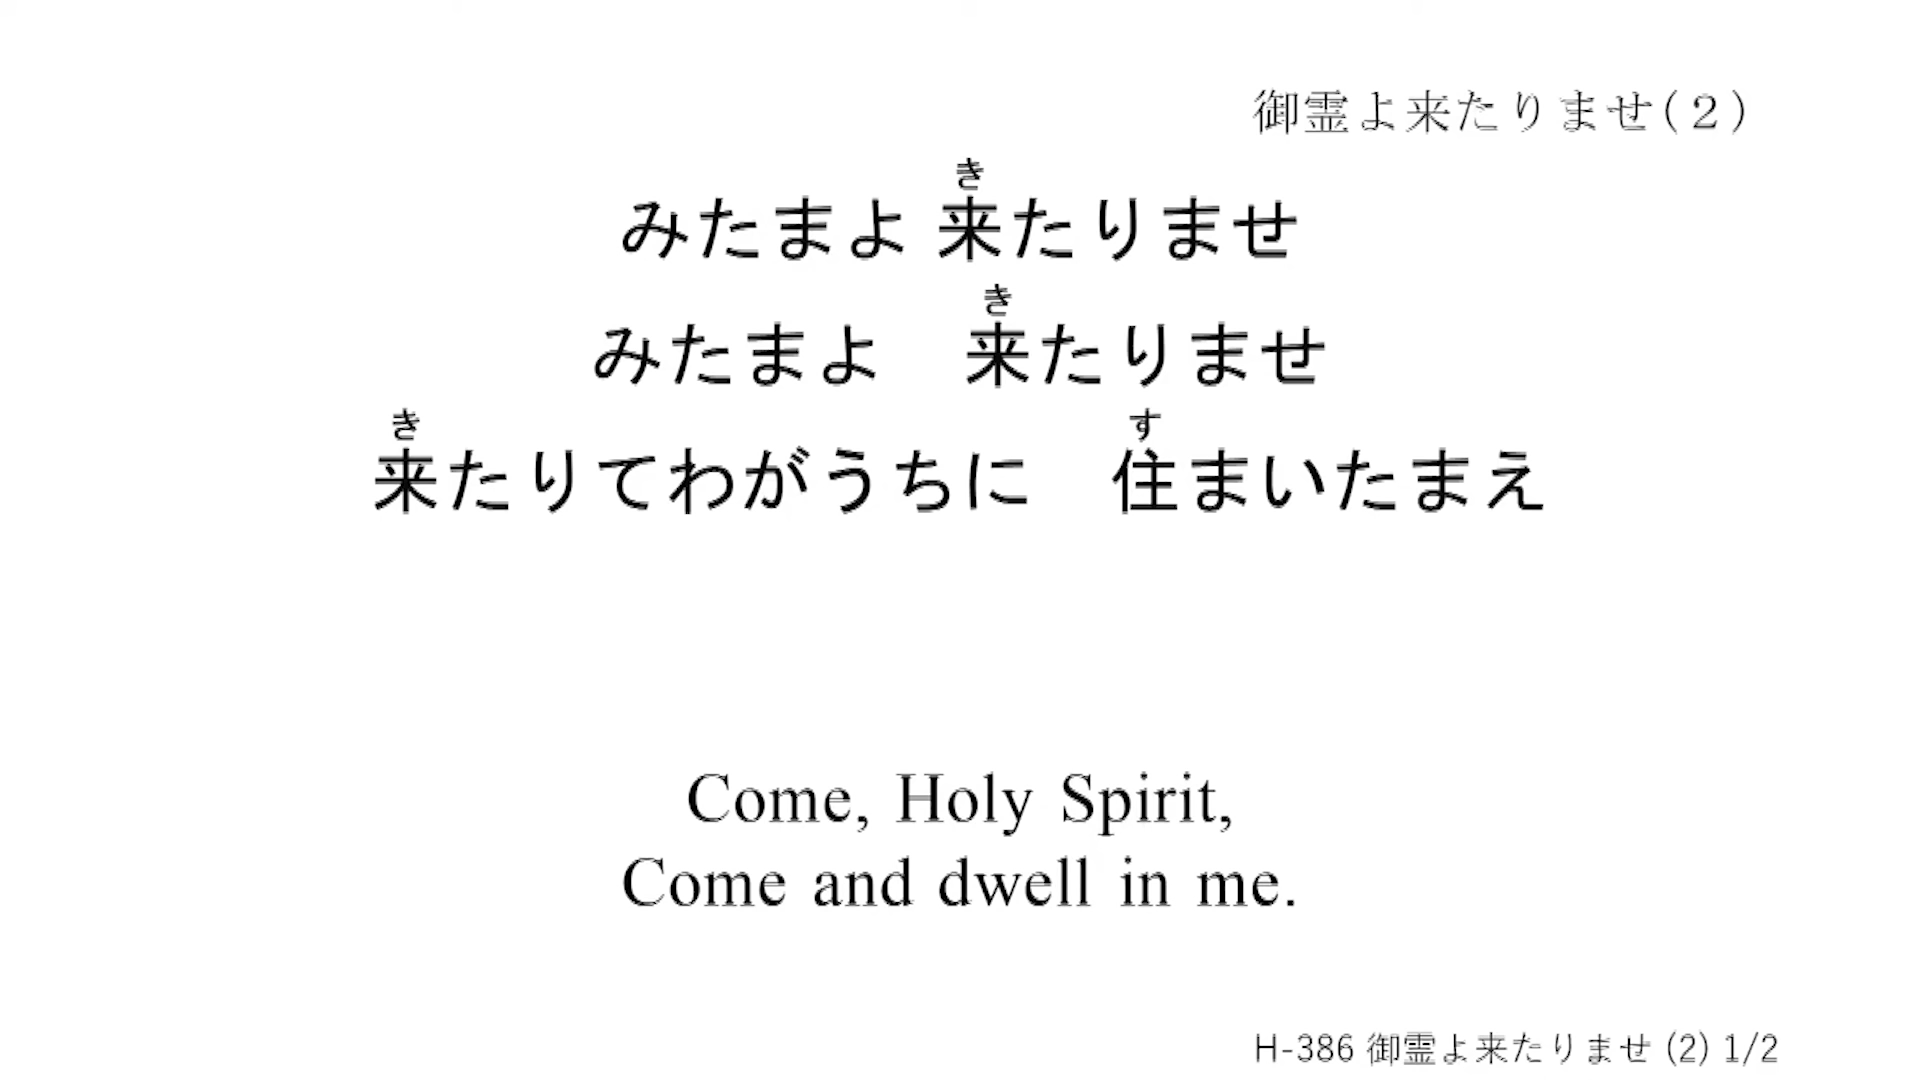 御霊よ来たりませ(２)
き
みたまよ 来たりませ
き
みたまよ　来たりませ
き　す
来たりてわがうちに　住まいたまえ
Come, Holy Spirit,
Come and dwell in me.
H-386 御霊よ来たりませ (2) 1/2